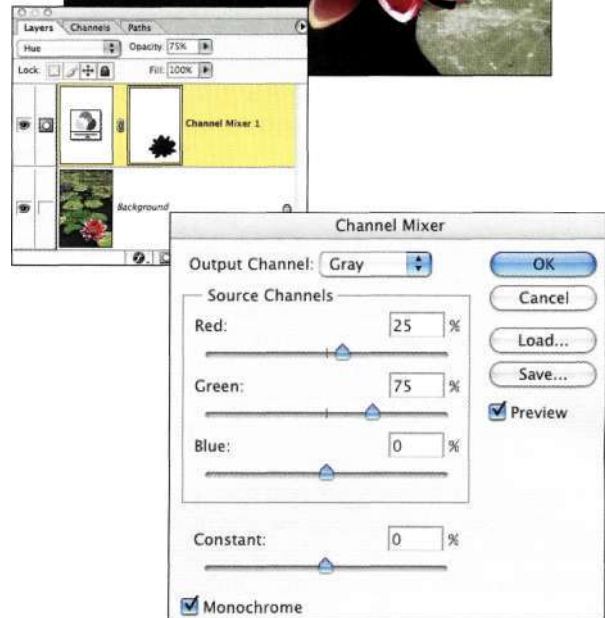 Layers Channels Paths
Hue Opacity: 75%
Lock: Fill: 100%
Channel Mixer 1
Background
Channel Mixer
Output Channel: Gray OK
Source Channels Cancel
Red: 25 %
Load...
Green: 75 % Save...
Preview
Blue: 0 %
Constant: 0 %
Monochrome